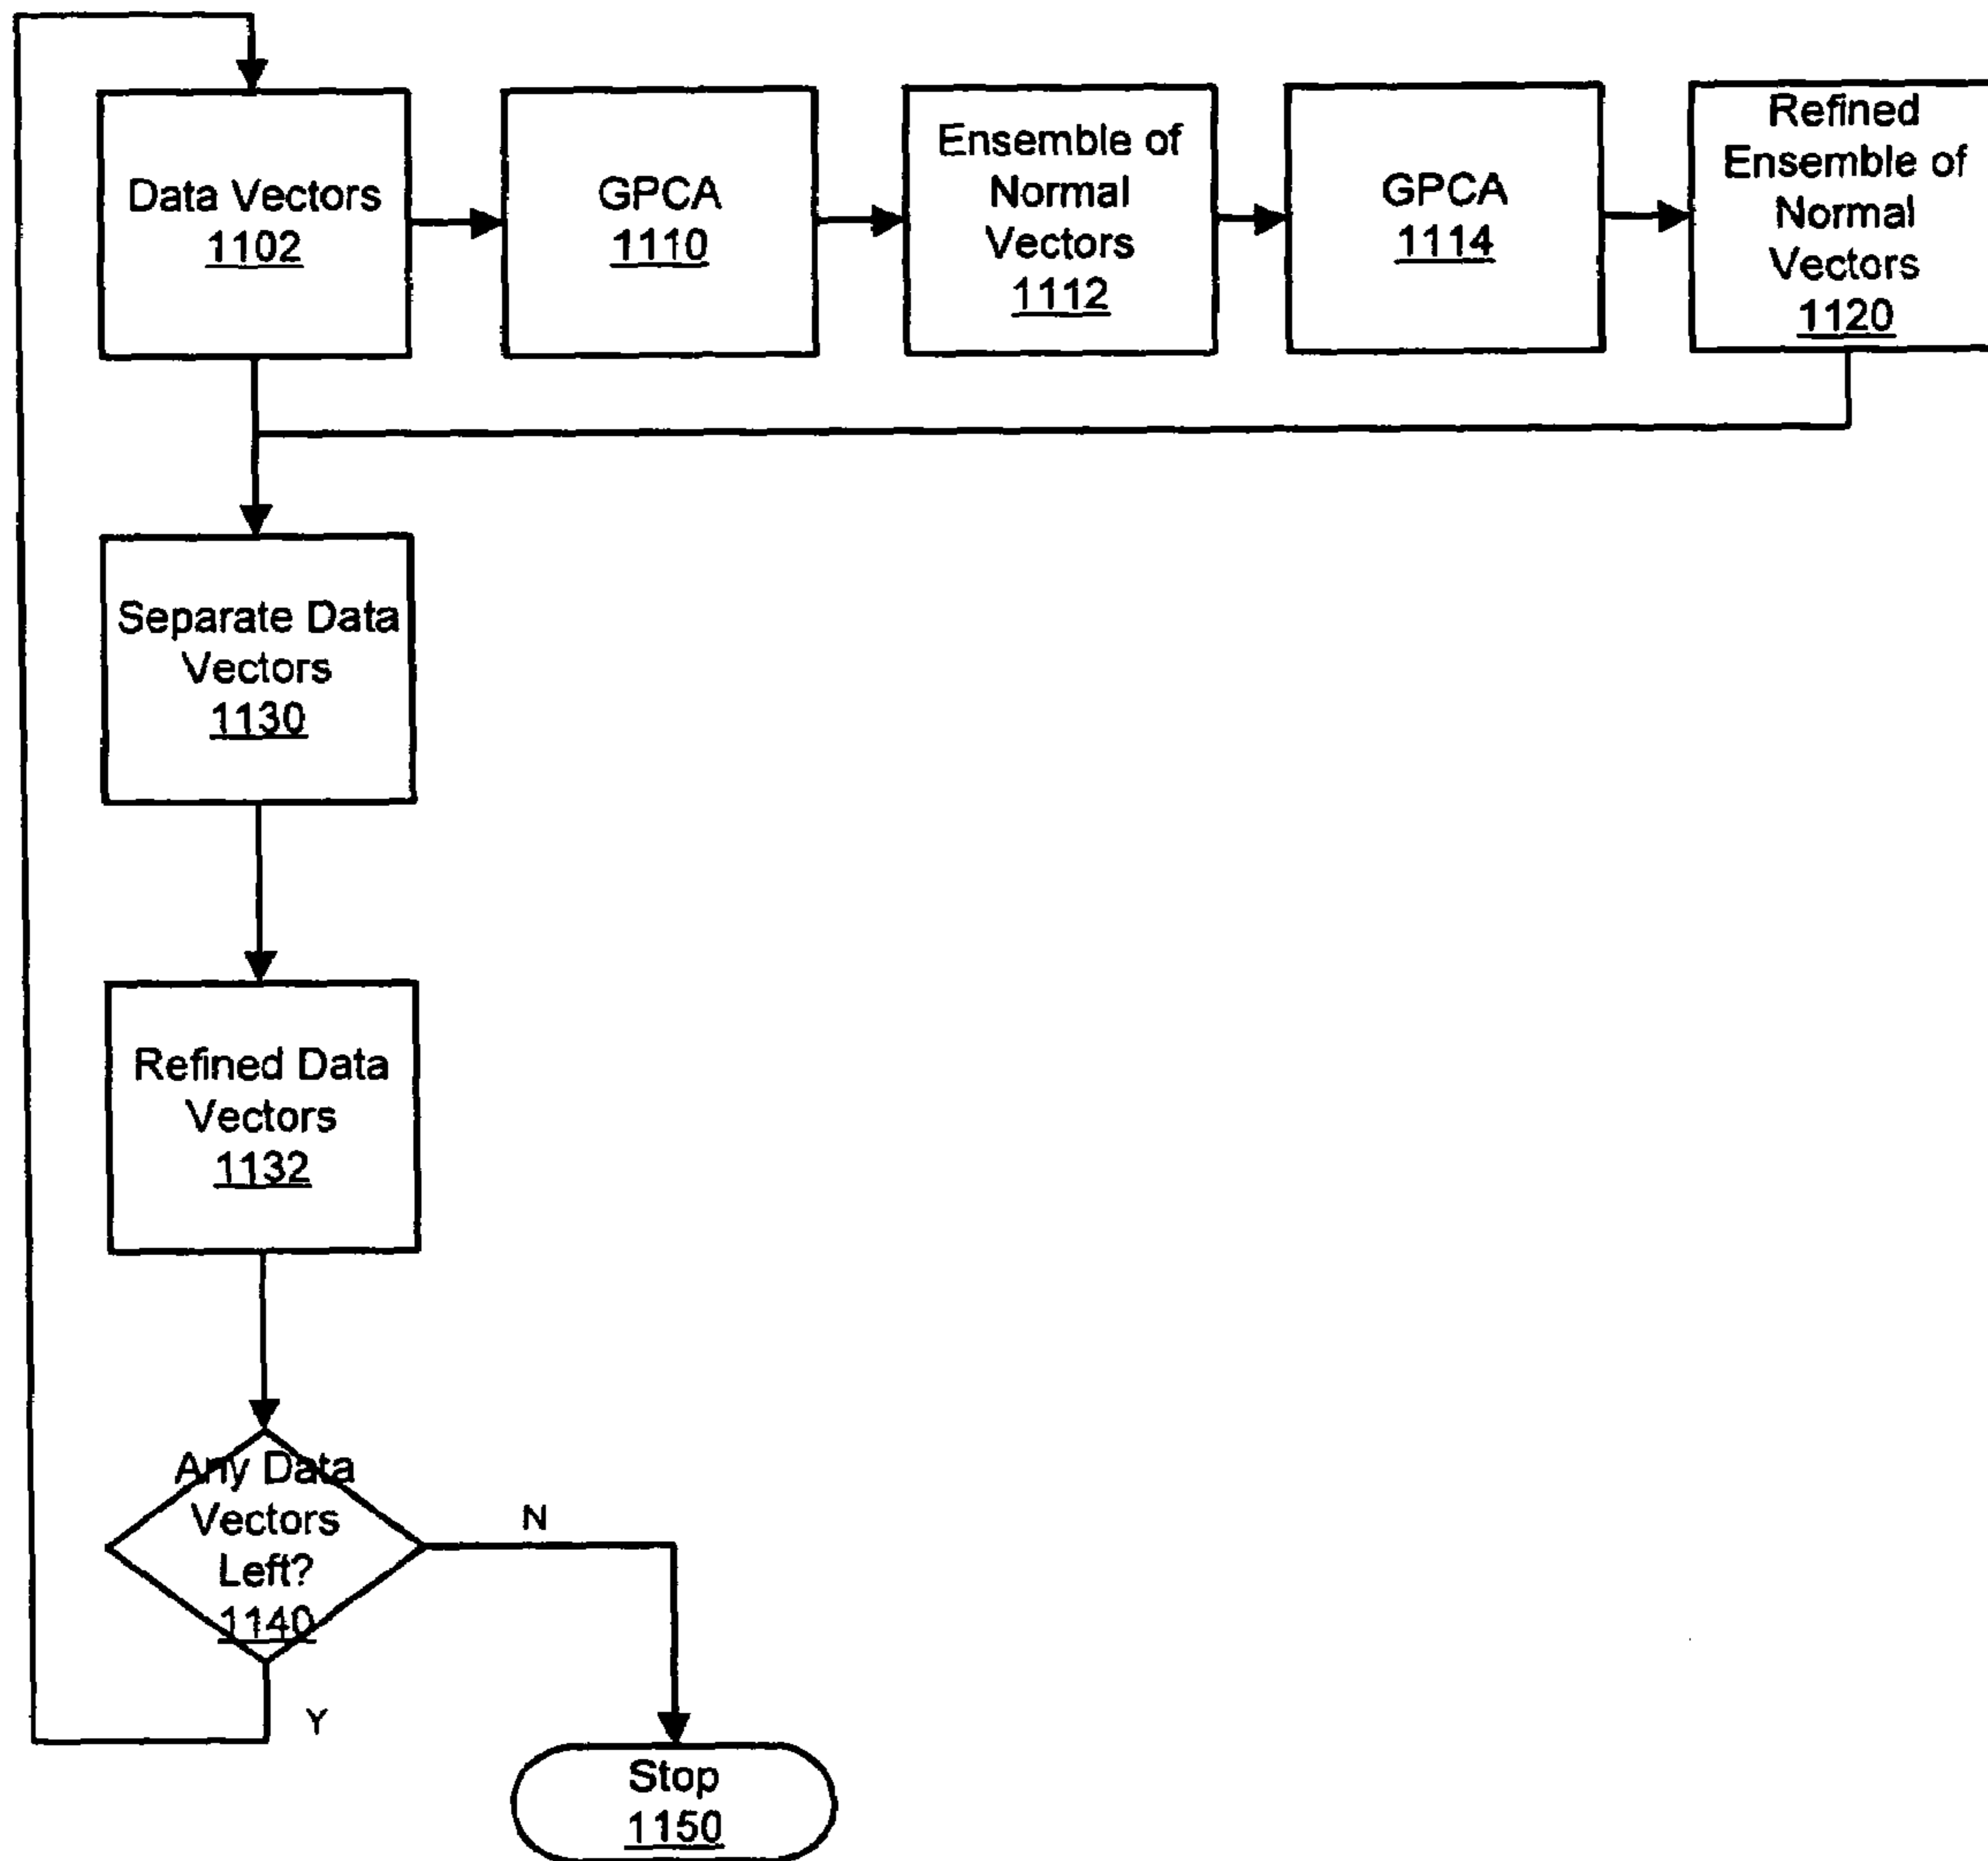 Data Vectors
1102
GPCA
1110
Ensemble of
Normal
Vectors
1112
GPCA
1114
Refined
Ensemble of
Normal
Vectors
1120
Separate Data
Vectors
1130
Refined Data
Vectors
1132
Any Data
Vectors
Left?
1140
N
Y
Stop
1150